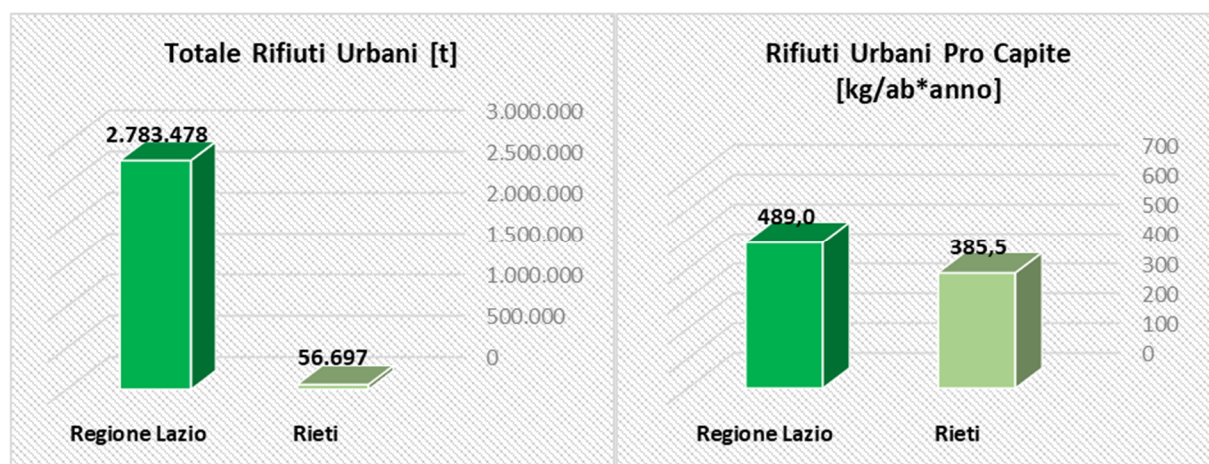 Totale Rifiuti Urbani [t]
3.000.000
2.783.478
2.500.000
2.000.000
1.500.000
1.000.000
500.000
56.697
0
Regione Lazio
Rieti
Rifiuti Urbani Pro Capite
[kg/ab*anno]
700
600
500
489,0
400
385,5
300
200
100
0
Regione Lazio
Rieti